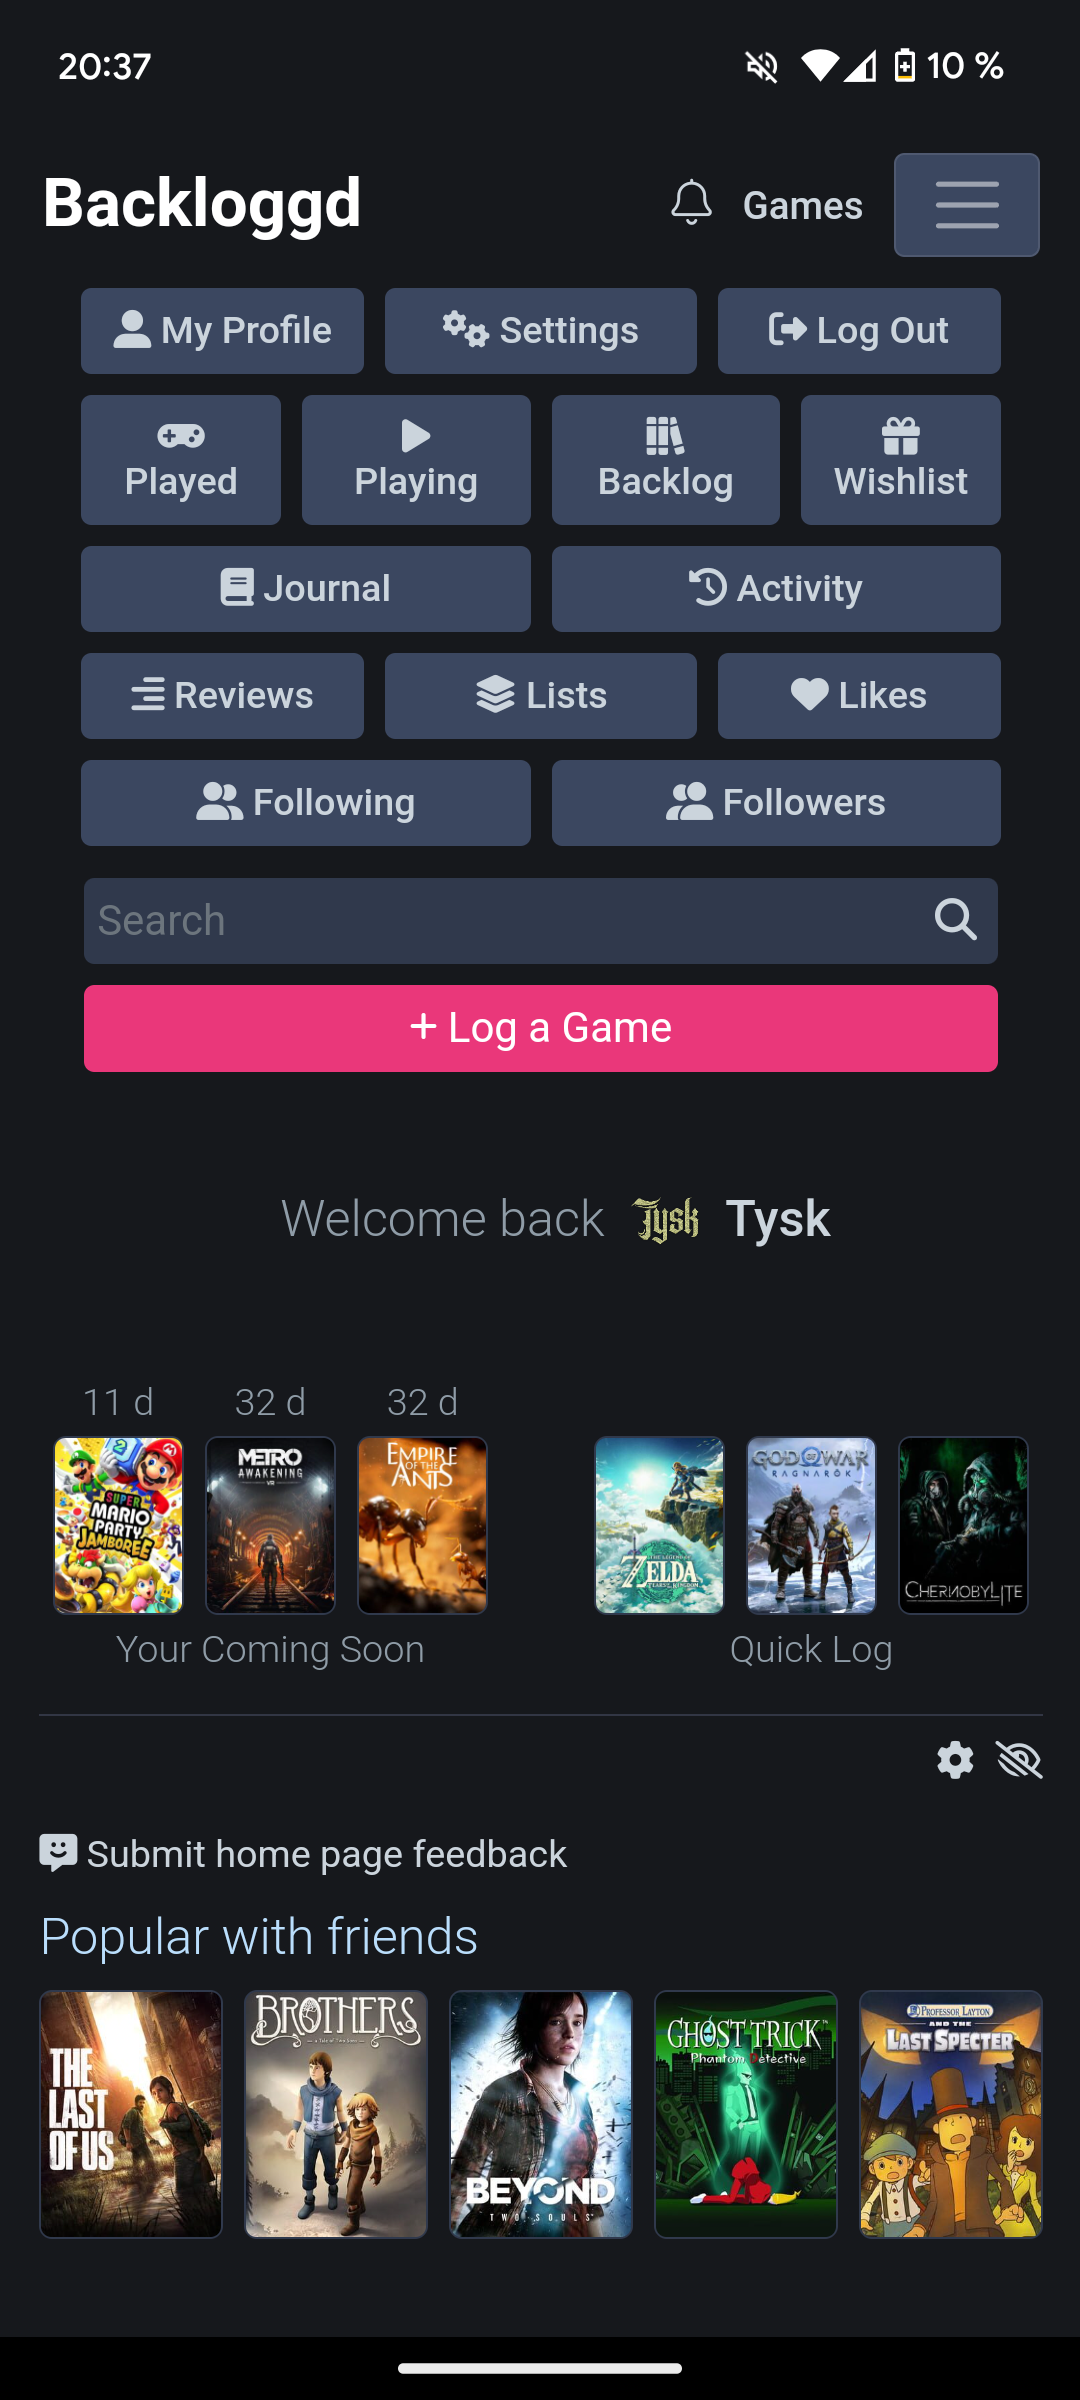 20:37
10 %
Backloggd
Games
My Profile
Settings
Log Out
Played
Playing
Backlog
Wishlist
Journal
Activity
Reviews
Lists
Likes
Following
Followers
Search
+ Log a Game
Welcome back Tysk Tysk
11 d
32 d
32 d
2
SUPER
MARIO
PARTY
JAMBOREE
METRO
AWAKENING
VR
EMPIRE
OF THE
ANTS
THE LEGEND OF
ZELDA
TEARS OF THE KINGDOM
GOD OF WAR
RAGNARÖK
CHERNOBYLITE
Your Coming Soon
Quick Log
Submit home page feedback
Popular with friends
THE
LAST
OF US
BROTHERS
a Tale of Two Sons
BEYOND
TWO SOULS
GHOST TRICK
Phantom Detective
PROFESSOR LAYTON
AND THE
LAST SPECTER